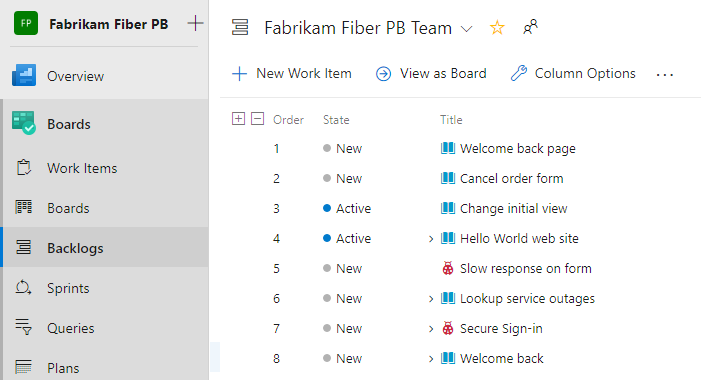 FP Fabrikam Fiber PB
Overview
Boards
Work Items
Boards
Backlogs
Sprints
Queries
Plans
Fabrikam Fiber PB Team
New Work Item View as Board Column Options
Order State Title
1 New Welcome back page
2 New Cancel order form
3 Active Change initial view
4 Active Hello World web site
5 New Slow response on form
6 New Lookup service outages
7 New Secure Sign-in
8 New Welcome back